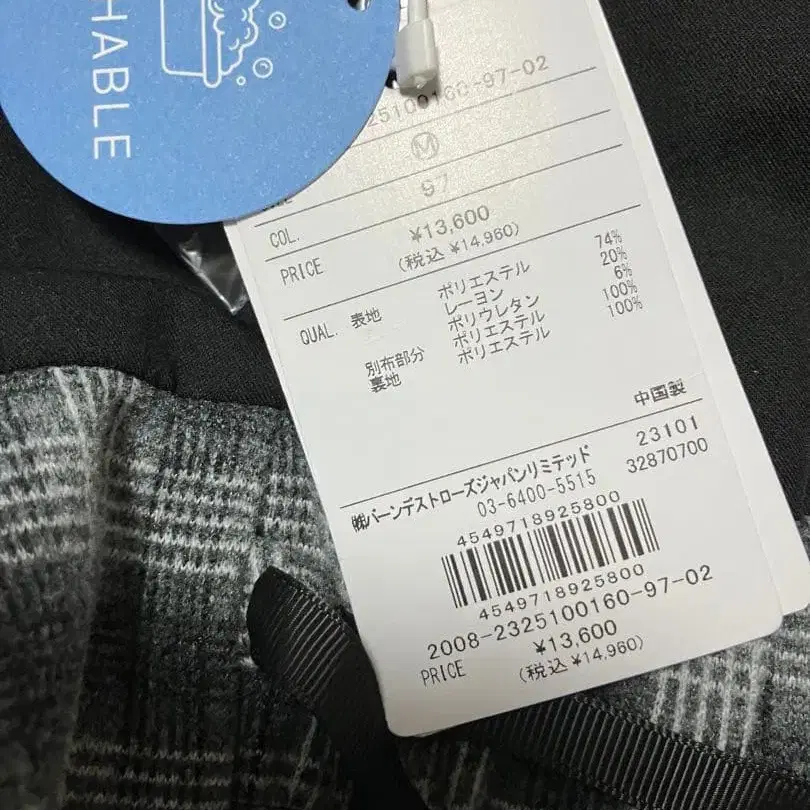 HABLE
25100160-97-02
M
97
COL.
¥13,600
PRICE
(税込 ¥14,960)
QUAL. 表地 ポリエステル 74%
レーヨン 20%
ポリウレタン 6%
別布部分 ポリエステル 100%
裏地 ポリエステル 100%
中国製
23101
㈱バーンデストローズジャパンリミテッド
32870700
03-6400-5515
4549718925800
4549718925800
2008-2325100160-97-02
¥13,600
PRICE
(税込 ¥14,960)